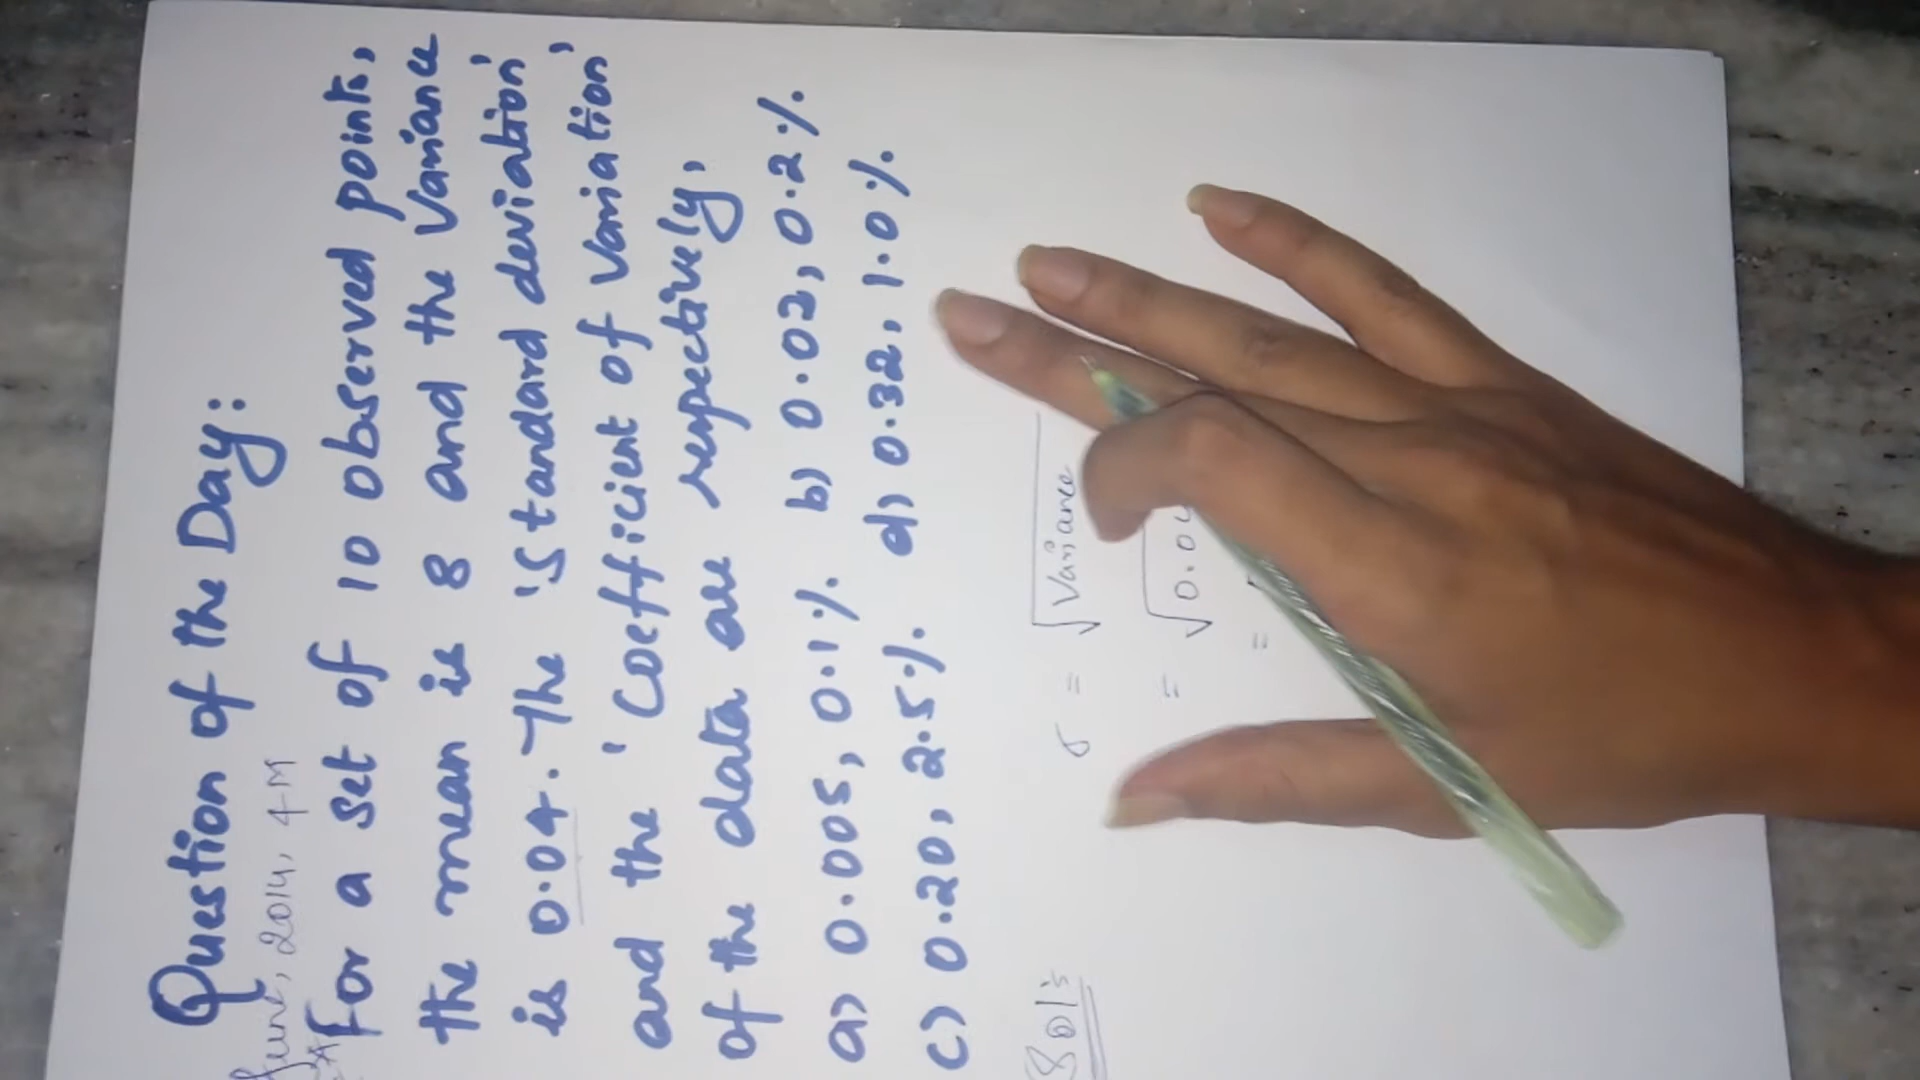 Question of the Day:
June, 2014, 4M
For a set of 10 observed points,
the mean is 8 and the Variance
is 0.04. The 'Standard deviation'
and the 'Coefficient of Variation'
of the data are respectively,
a) 0.005, 0.1% b) 0.02, 0.2%
c) 0.20, 2.5% d) 0.32, 1.0%
Sol:
σ = √Variance
= √0.04
=